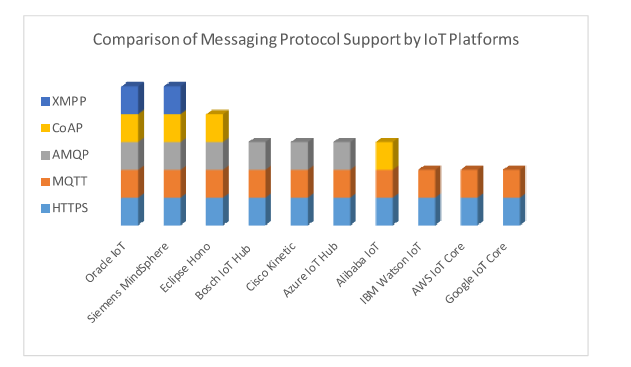 Comparison of Messaging Protocol Support by IoT Platforms
XMPP
CoAP
AMQP
MQTT
HTTPS
Oracle IoT
Siemens MindSphere
Eclipse Hono
Bosch IoT Hub
Cisco Kinetic
Azure IoT Hub
Alibaba IoT
IBM Watson IoT
AWS IoT Core
Google IoT Core